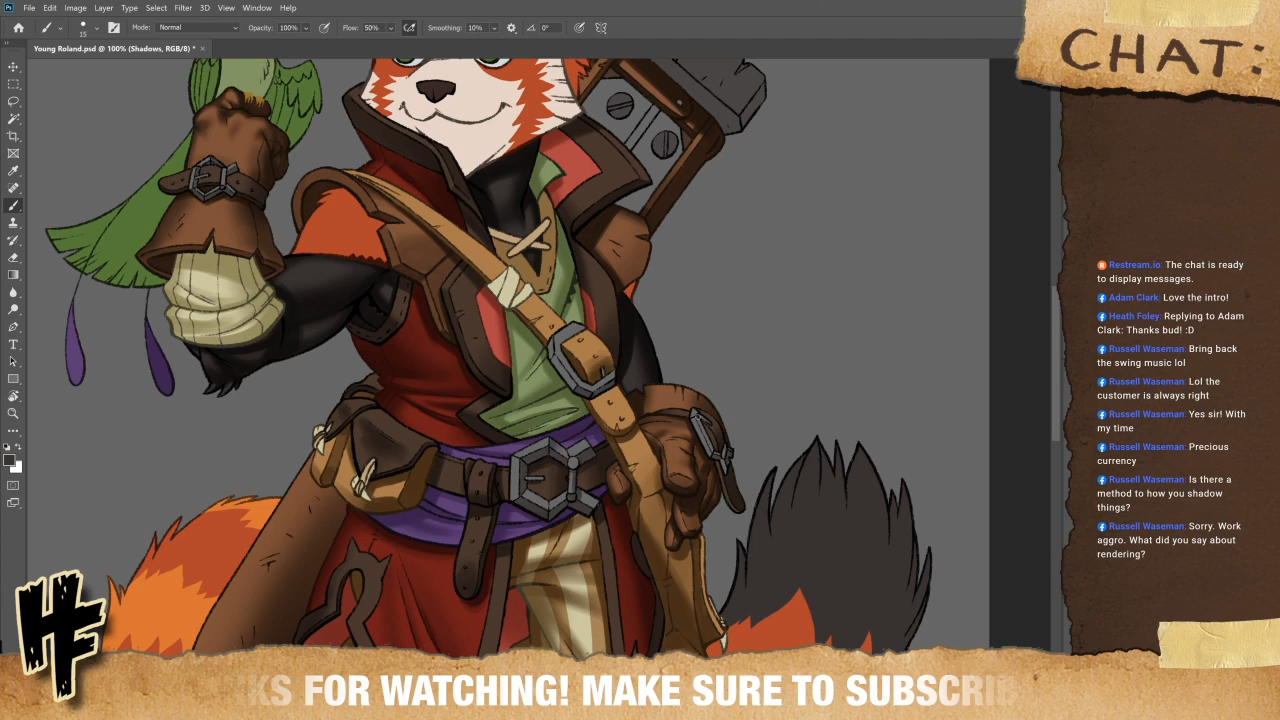 File Edit Image Layer Type Select Filter 3D View Window Help
15 Mode: Normal Opacity: 100% Flow: 50% Smoothing: 10% 0°
Young Roland.psd @ 100% (Shadows, RGB/8) * ×
CHAT:
Restream.io: The chat is ready
to display messages.
Adam Clark: Love the intro!
Heath Foley: Replying to Adam
Clark: Thanks bud! :D
Russell Waseman: Bring back
the swing music lol
Russell Waseman: Lol the
customer is always right
Russell Waseman: Yes sir! With
my time
Russell Waseman: Precious
currency
Russell Waseman: Is there a
method to how you shadow
things?
Russell Waseman: Sorry. Work
aggro. What did you say about
rendering?
HF
KS FOR WATCHING! MAKE SURE TO SUBSCRIB